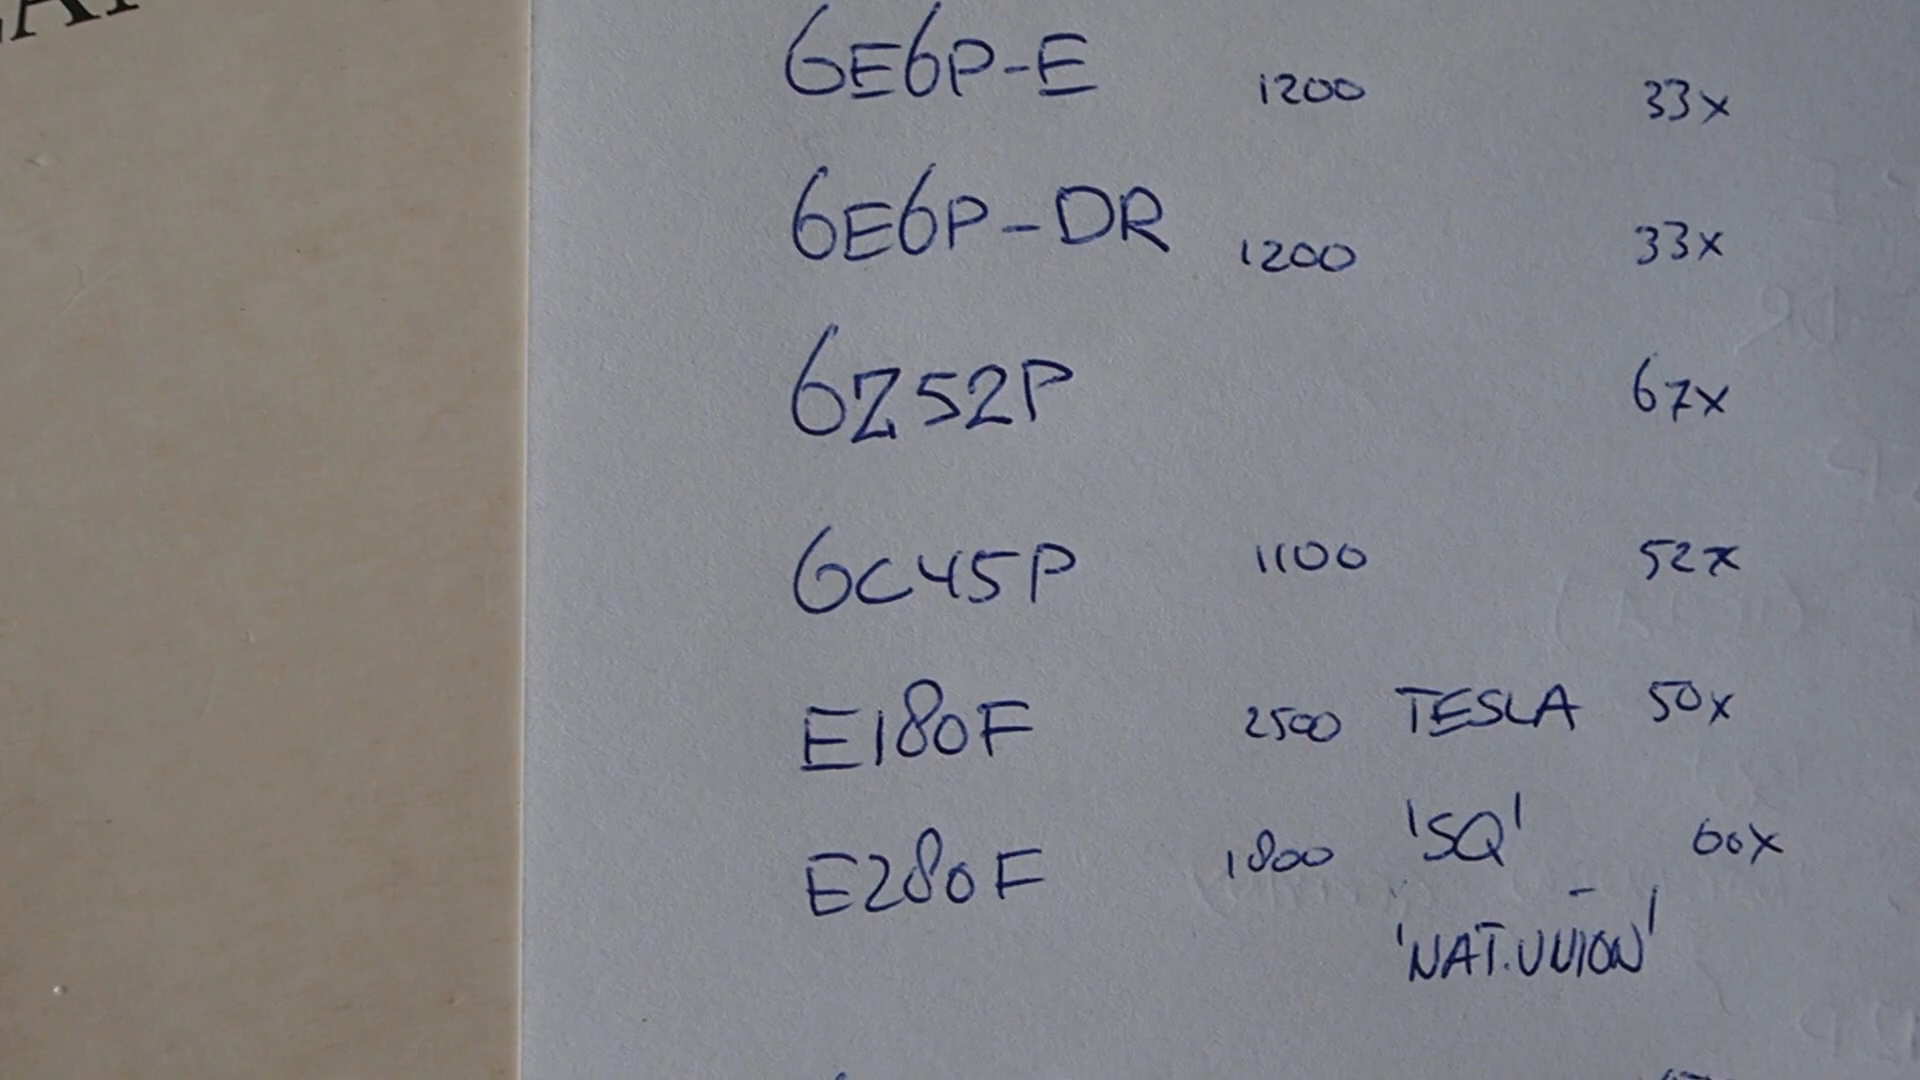 6E6P-E 1200 33x
6E6P-DR 1200 33x
6Z52P 67x
6C45P 1100 52x
E180F 2500 TESLA 50x
E280F 1800 'SQ' 60x
'NAT.UNION'